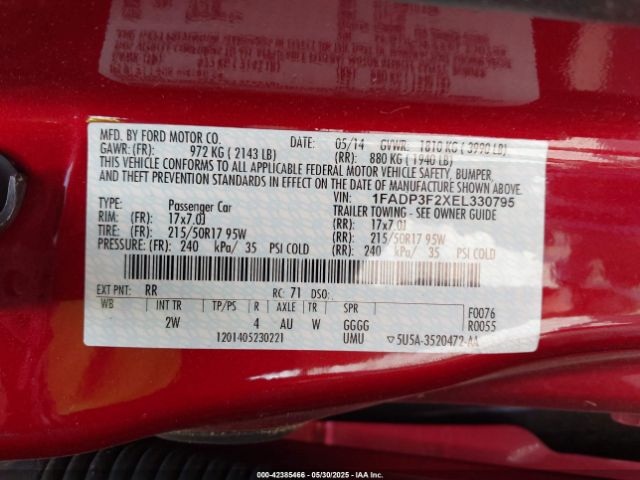 MFD. BY FORD MOTOR CO. DATE: 05/14 GVWR: 1810 KG ( 3990 LB)
GAWR: (FR): 972 KG ( 2143 LB) (RR): 880 KG ( 1940 LB)
THIS VEHICLE CONFORMS TO ALL APPLICABLE FEDERAL MOTOR VEHICLE SAFETY, BUMPER,
AND THEFT PREVENTION STANDARDS IN EFFECT ON THE DATE OF MANUFACTURE SHOWN ABOVE.
VIN: 1FADP3F2XEL330795
TYPE: Passenger Car TRAILER TOWING - SEE OWNER GUIDE
RIM: (FR): 17x7.0J (RR): 17x7.0J
TIRE: (FR): 215/50R17 95W (RR): 215/50R17 95W
PRESSURE: (FR): 240 kPa/ 35 PSI COLD (RR): 240 kPa/ 35 PSI COLD
EXT PNT: RR RC: 71 DSO:
WB INT TR TP/PS R AXLE TR SPR F0076
2W 4 AU W GGGG R0055
1201405230221 UMU 5U5A-3520472-AA
000-42385466 - 05/30/2025 - IAA Inc.